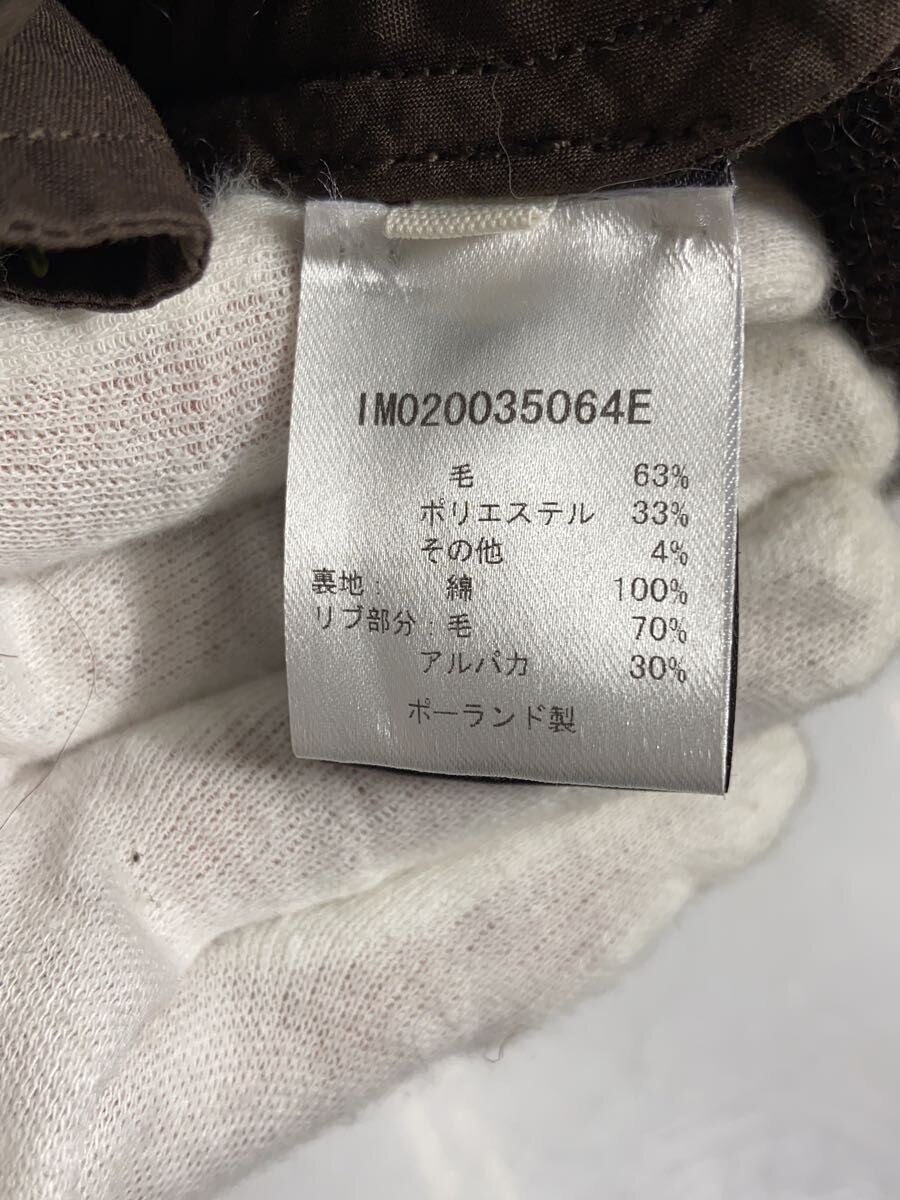 IM020035064E
毛 63%
ポリエステル 33%
その他 4%
裏地: 綿 100%
リブ部分:毛 70%
アルパカ 30%
ポーランド製